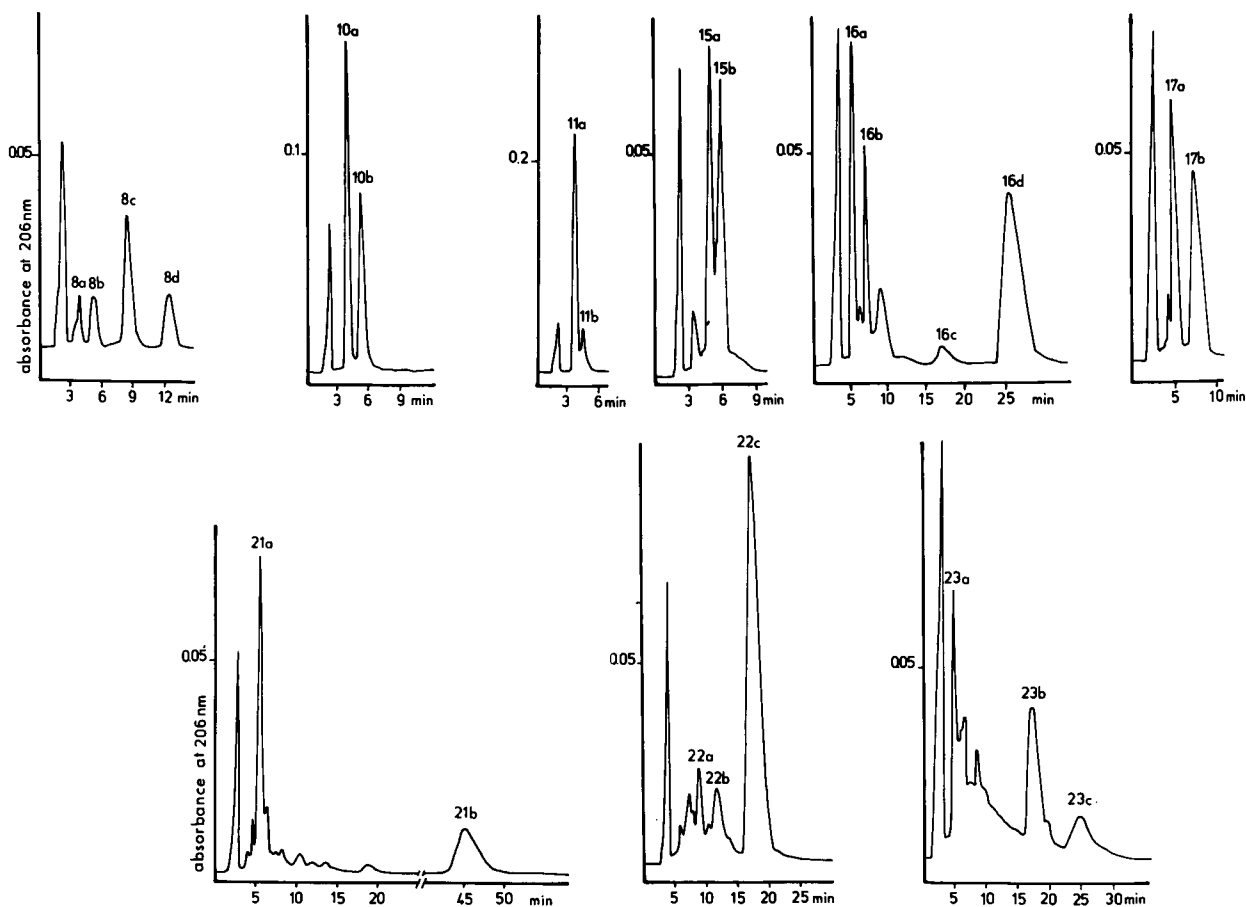 absorbance at 206nm
0.05
8a
8b
8c
8d
3 6 9 12 min
0.1
10a
10b
3 6 9 min
0.2
11a
11b
3 6 min
0.05
15a
15b
3 6 9 min
0.05
16a
16b
16c
16d
5 10 15 20 25 min
0.05
17a
17b
5 10 min
absorbance at 206nm
0.05
21a
21b
5 10 15 20 45 50 min
0.05
22a
22b
22c
5 10 15 20 25 min
0.05
23a
23b
23c
5 10 15 20 25 30 min